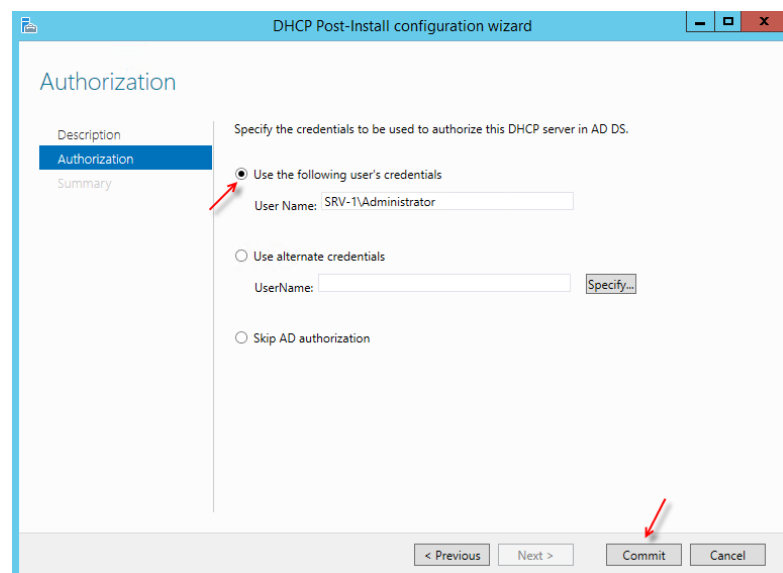 DHCP Post-Install configuration wizard
Authorization
Description
Authorization
Summary
Specify the credentials to be used to authorize this DHCP server in AD DS.
Use the following user's credentials
User Name: SRV-1\Administrator
Use alternate credentials
UserName:
Specify...
Skip AD authorization
< Previous
Next >
Commit
Cancel